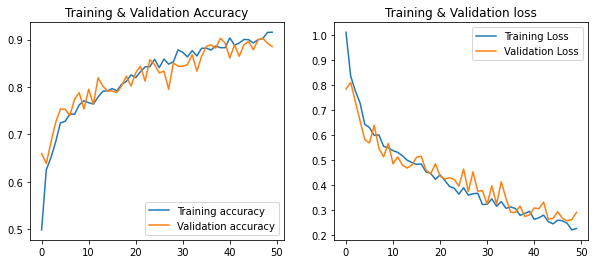 Training & Validation Accuracy
0.9
0.8
0.7
0.6
0.5
0 10 20 30 40 50
Training accuracy
Validation accuracy
Training & Validation loss
1.0
0.9
0.8
0.7
0.6
0.5
0.4
0.3
0.2
0 10 20 30 40 50
Training Loss
Validation Loss